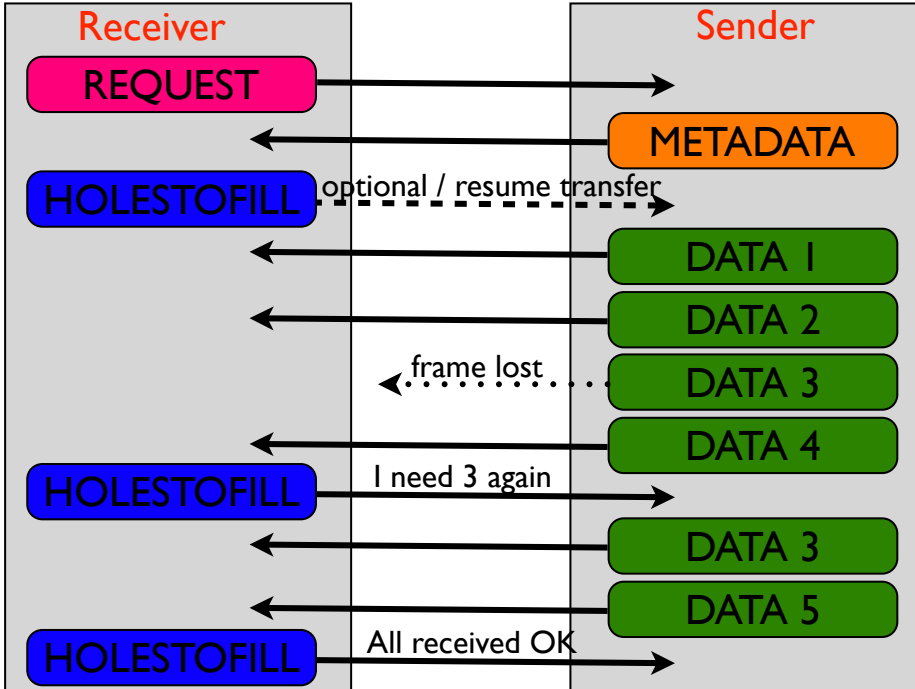 Receiver
Sender
REQUEST
METADATA
HOLESTOFILL
optional / resume transfer
DATA 1
DATA 2
frame lost
DATA 3
DATA 4
HOLESTOFILL
I need 3 again
DATA 3
DATA 5
HOLESTOFILL
All received OK